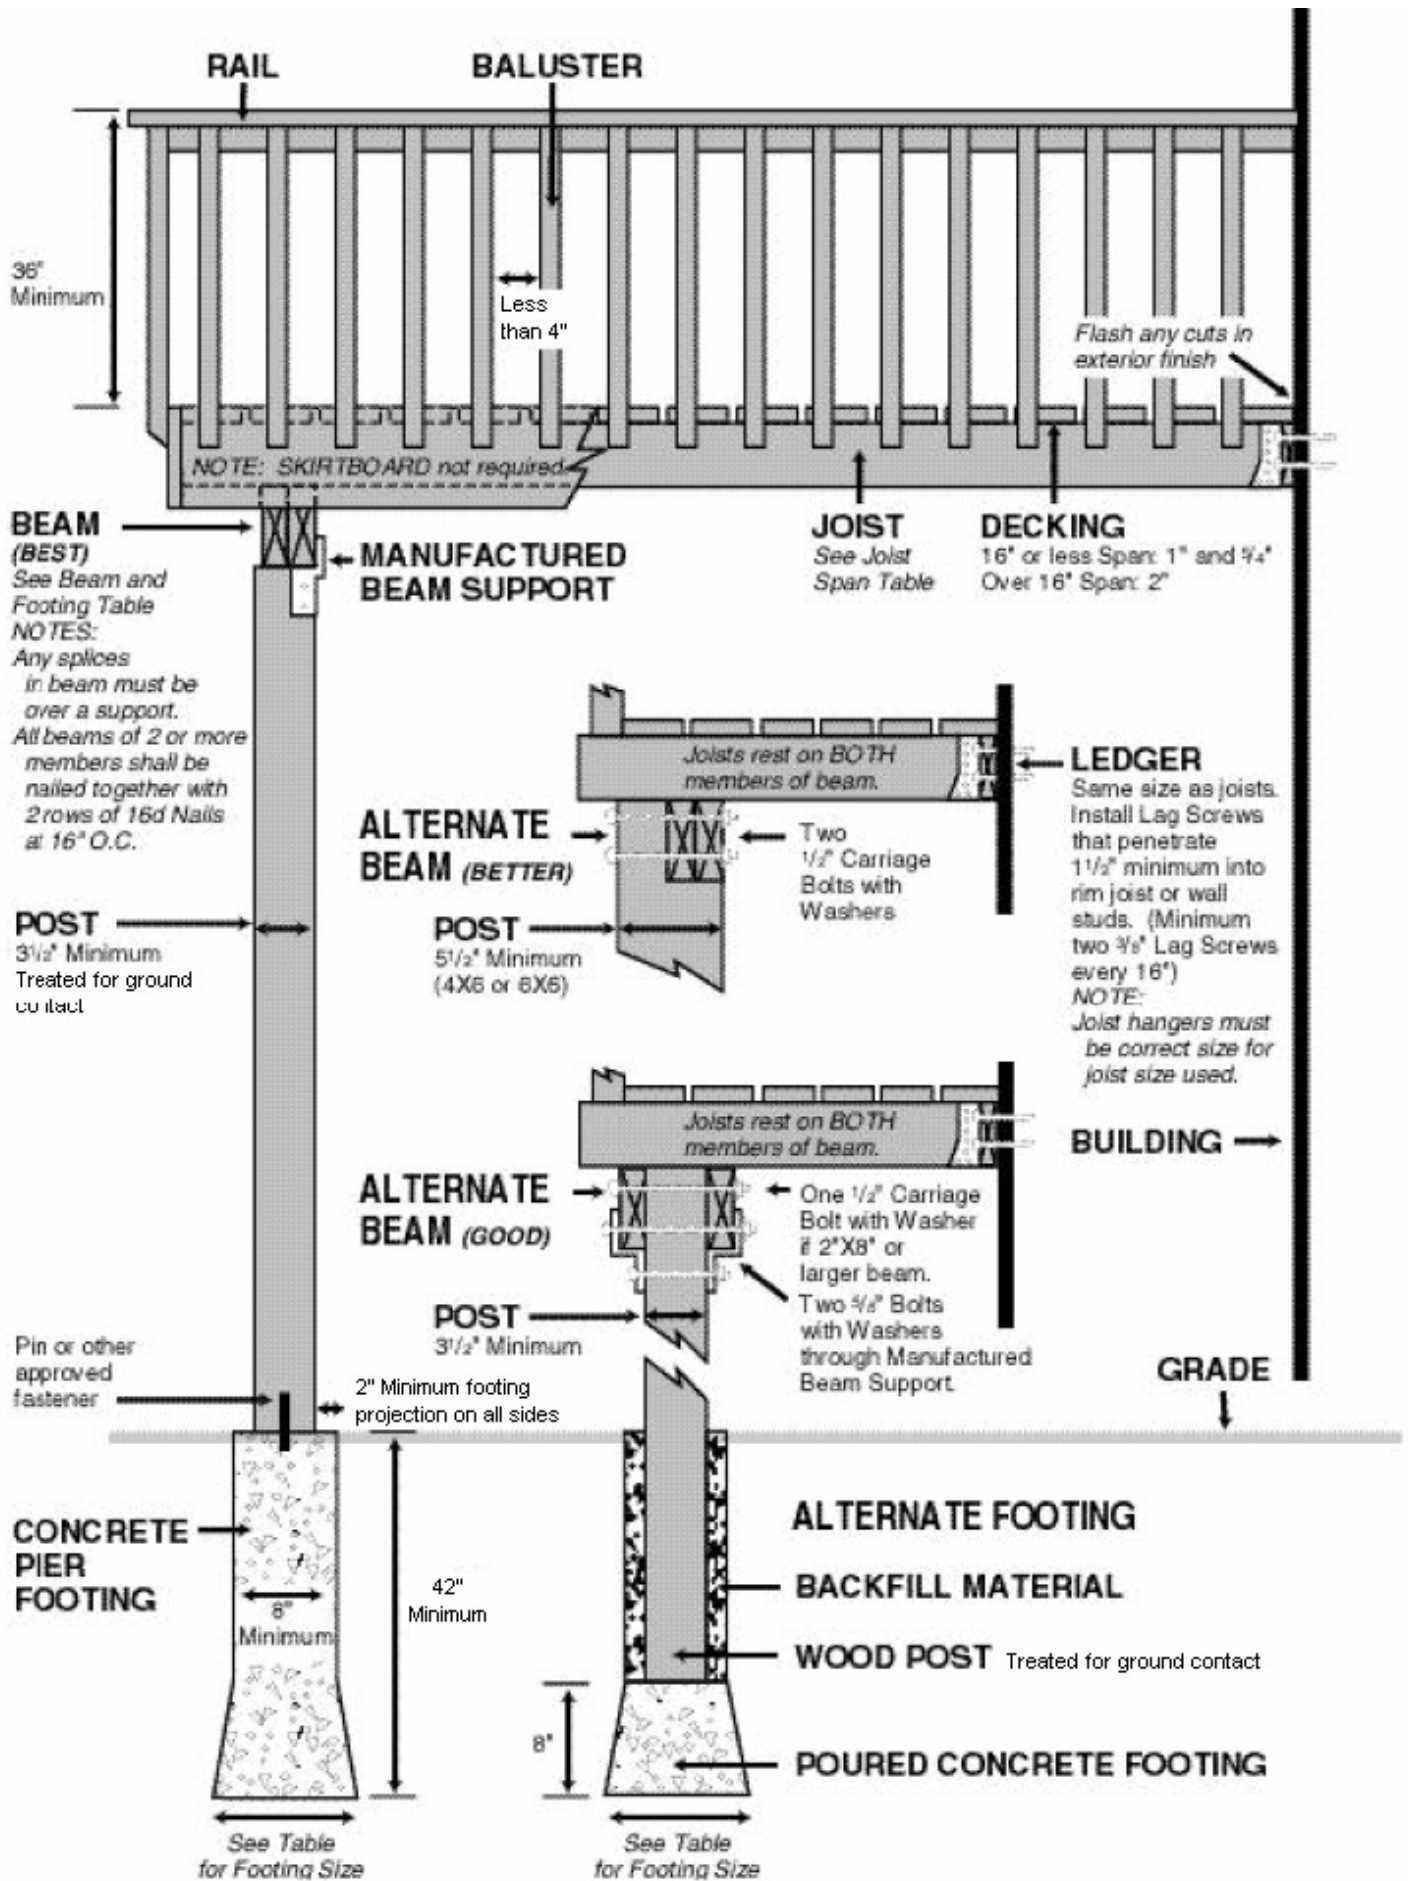 RAIL
BALUSTER
36"
Minimum
Less
than 4"
Flash any cuts in
exterior finish
NOTE: SKIRTBOARD not required
BEAM
(BEST)
See Beam and
Footing Table
NOTES:
Any splices
in beam must be
over a support.
All beams of 2 or more
members shall be
nailed together with
2 rows of 16d Nails
at 16" O.C.
MANUFACTURED
BEAM SUPPORT
JOIST
See Joist
Span Table
DECKING
16" or less Span: 1" and 5/4"
Over 16" Span: 2"
Joists rest on BOTH
members of beam.
ALTERNATE
BEAM (BETTER)
Two
1/2" Carriage
Bolts with
Washers
LEDGER
Same size as joists.
Install Lag Screws
that penetrate
1 1/2" minimum into
rim joist or wall
studs. (Minimum
two 3/8" Lag Screws
every 16")
NOTE:
Joist hangers must
be correct size for
joist size used.
POST
3 1/2" Minimum
Treated for ground
contact
POST
5 1/2" Minimum
(4X6 or 6X6)
Joists rest on BOTH
members of beam.
BUILDING
ALTERNATE
BEAM (GOOD)
One 1/2" Carriage
Bolt with Washer
if 2"X8" or
larger beam.
Two Bolts
with Washers
through Manufactured
Beam Support.
POST
3 1/2" Minimum
Pin or other
approved
fastener
2" Minimum footing
projection on all sides
GRADE
CONCRETE
PIER
FOOTING
8"
Minimum
42"
Minimum
ALTERNATE FOOTING
BACKFILL MATERIAL
WOOD POST Treated for ground contact
8"
POURED CONCRETE FOOTING
See Table
for Footing Size
See Table
for Footing Size